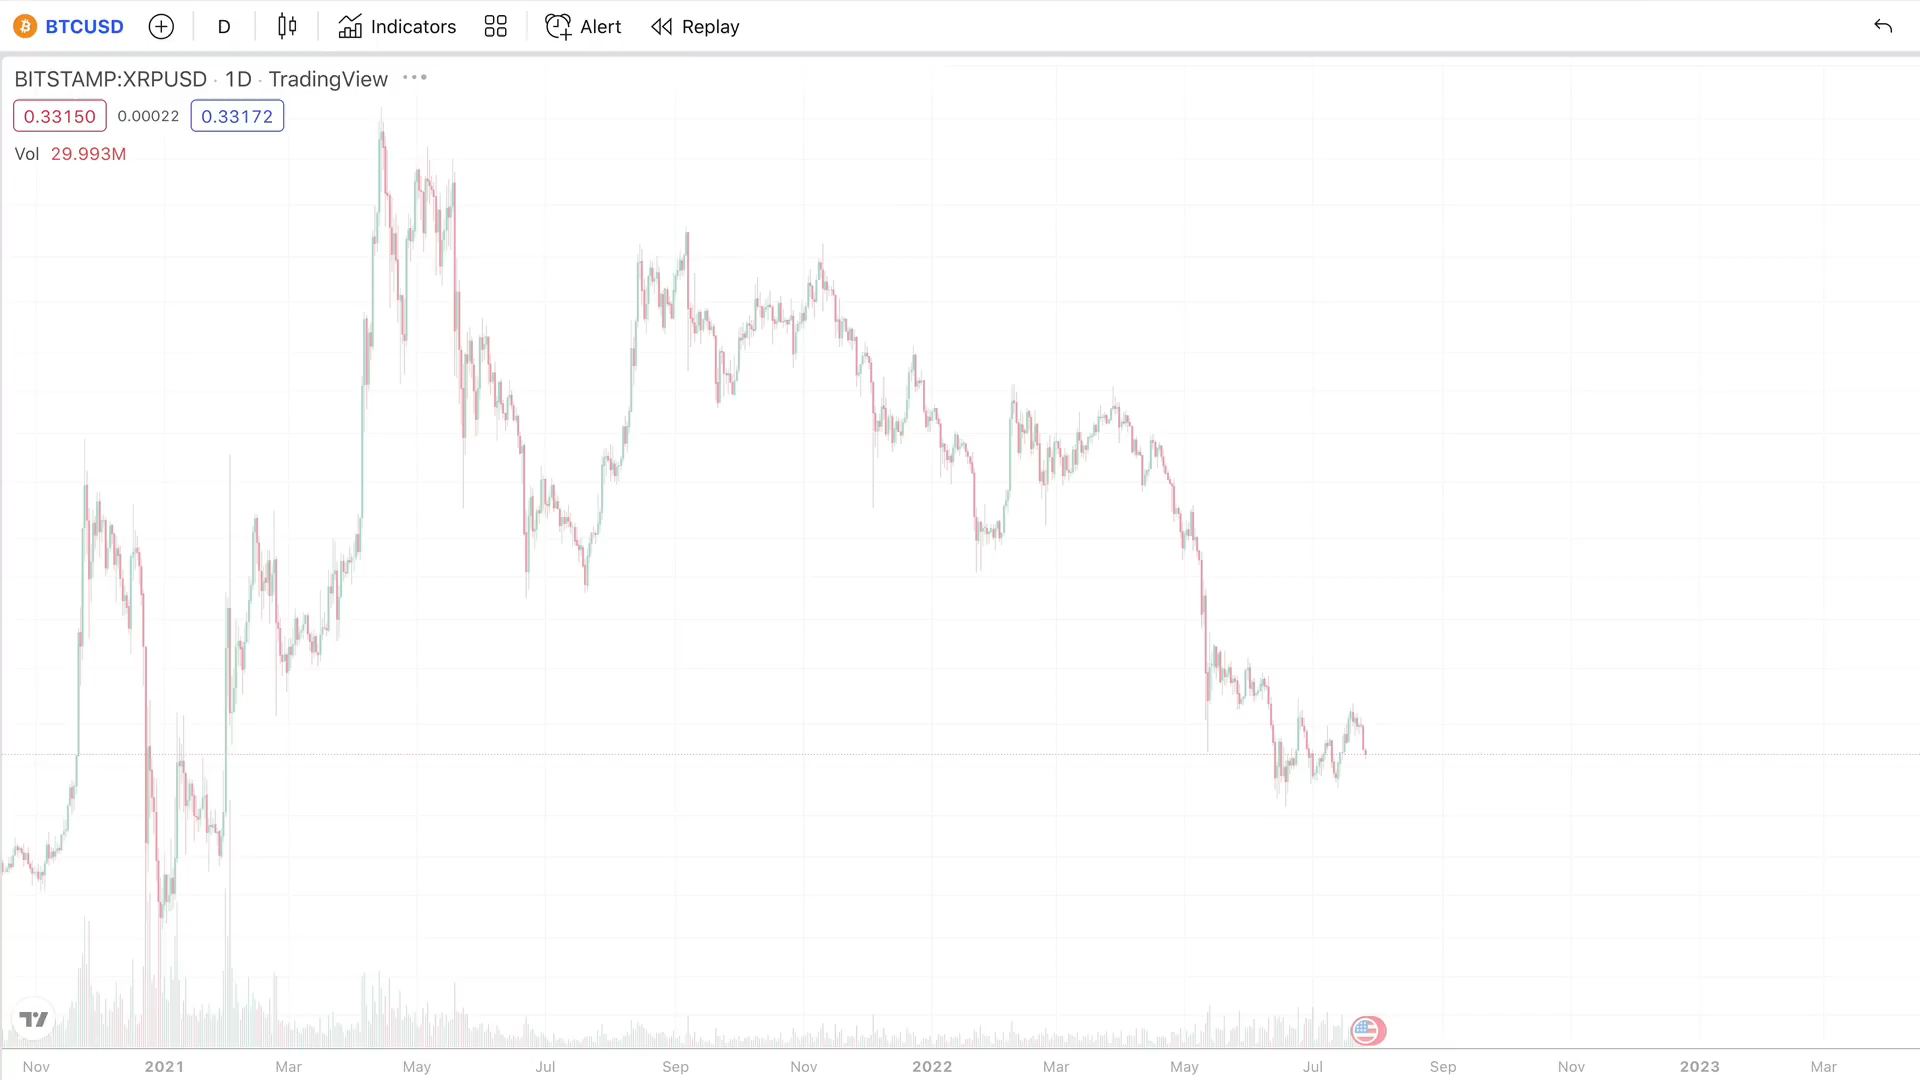 BTCUSD D Indicators Alert Replay
BITSTAMP:XRPUSD · 1D · TradingView
0.33150 0.00022 0.33172
Vol 29.993M
Nov 2021 Mar May Jul Sep Nov 2022 Mar May Jul Sep Nov 2023 Mar